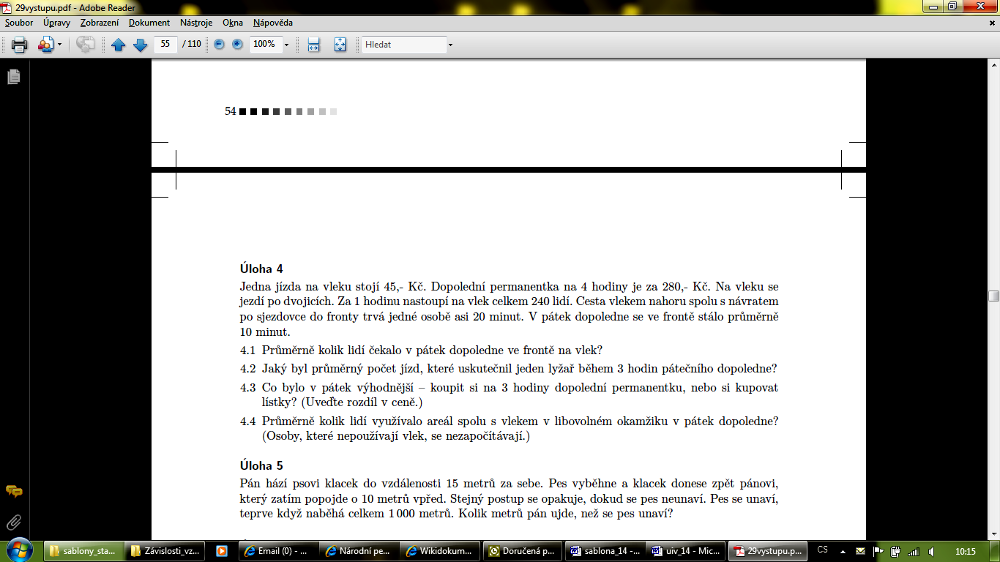 29vystupu.pdf - Adobe Reader
Soubor Úpravy Zobrazení Dokument Nástroje Okna Nápověda
55 / 110 100% Hledat
54
Úloha 4
Jedna jízda na vleku stojí 45,- Kč. Dopolední permanentka na 4 hodiny je za 280,- Kč. Na vleku se
jezdí po dvojicích. Za 1 hodinu nastoupí na vlek celkem 240 lidí. Cesta vlekem nahoru spolu s návratem
po sjezdovce do fronty trvá jedné osobě asi 20 minut. V pátek dopoledne se ve frontě stálo průměrně
10 minut.
4.1 Průměrně kolik lidí čekalo v pátek dopoledne ve frontě na vlek?
4.2 Jaký byl průměrný počet jízd, které uskutečnil jeden lyžař během 3 hodin pátečního dopoledne?
4.3 Co bylo v pátek výhodnější – koupit si na 3 hodiny dopolední permanentku, nebo si kupovat
lístky? (Uveďte rozdíl v ceně.)
4.4 Průměrně kolik lidí využívalo areál spolu s vlekem v libovolném okamžiku v pátek dopoledne?
(Osoby, které nepoužívají vlek, se nezapočítávají.)
Úloha 5
Pán hází psovi klacek do vzdálenosti 15 metrů za sebe. Pes vyběhne a klacek donese zpět pánovi,
který zatím popojde o 10 metrů vpřed. Stejný postup se opakuje, dokud se pes neunaví. Pes se unaví,
teprve když naběhá celkem 1 000 metrů. Kolik metrů pán ujde, než se pes unaví?
sablony_sta... Závislosti_vz... Email (0) - ... Národní pe... Wikidokum... Doručená p... sablona_14 -... uiv_14 - Mic... 29vystupu.p... CS 10:15